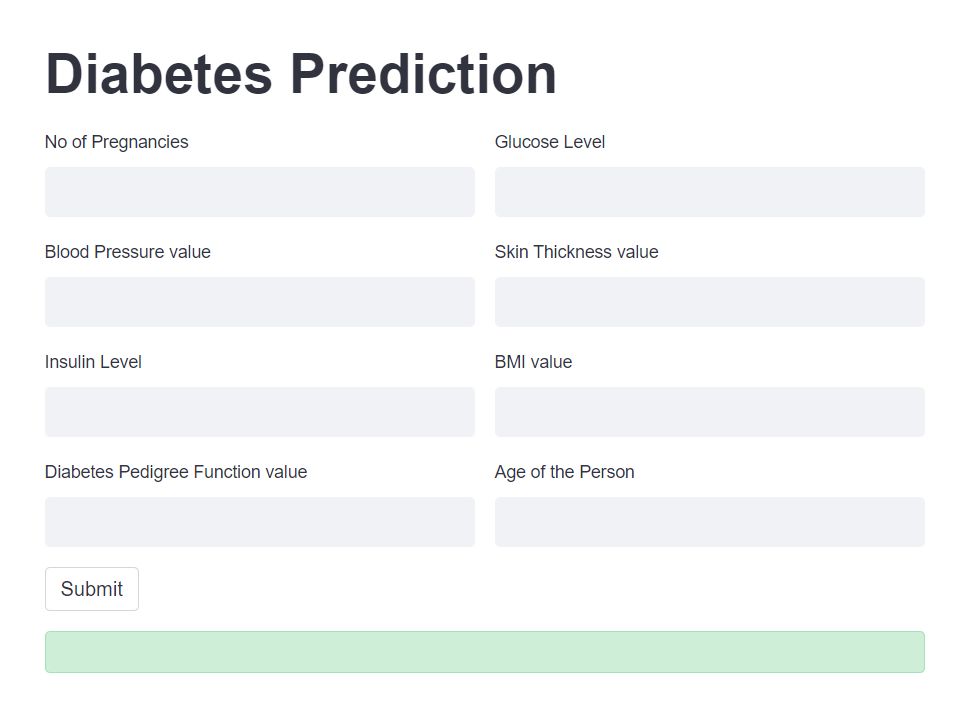 Diabetes Prediction
No of Pregnancies
Glucose Level
Blood Pressure value
Skin Thickness value
Insulin Level
BMI value
Diabetes Pedigree Function value
Age of the Person
Submit